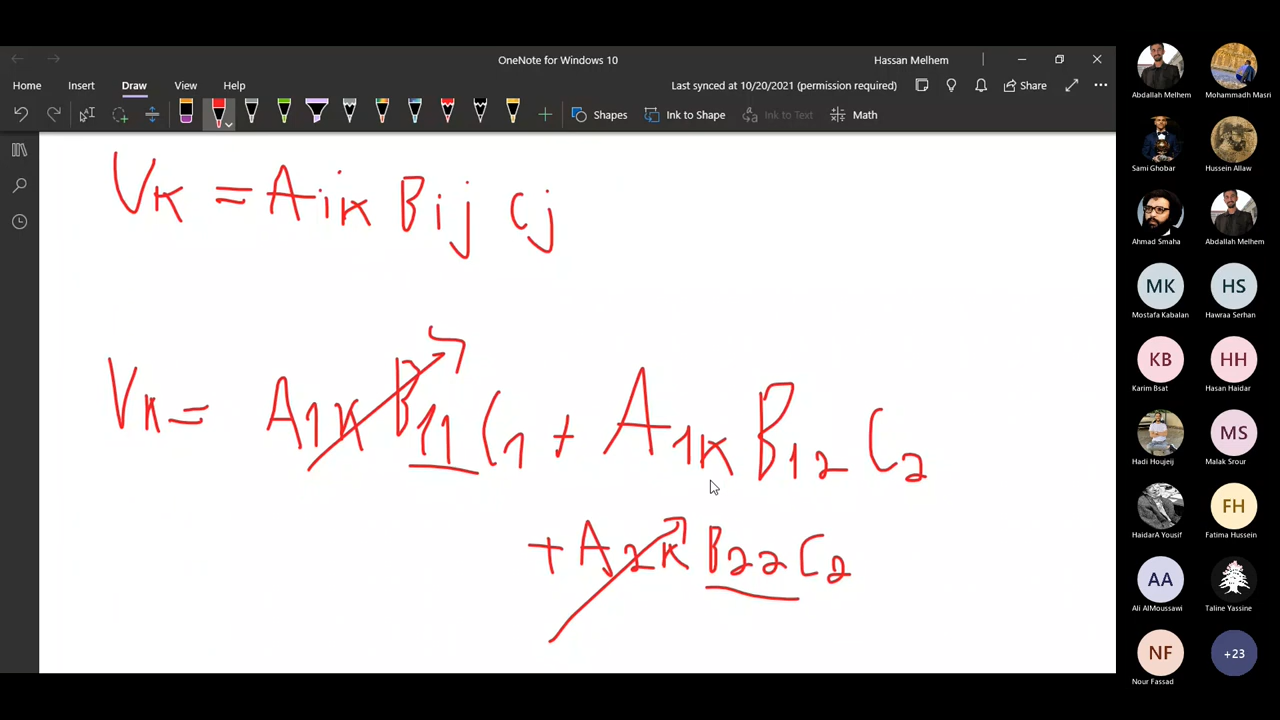 OneNote for Windows 10
Hassan Melhem
Home Insert Draw View Help
Last synced at 10/20/2021 (permission required)
Share
Shapes
Ink to Shape
Ink to Text
Math
VK = AiK Bij Cj
VK = A1K B11 C1 + A1K B12 C2
+ A2K B22 C2
Abdallah Melhem
Mohammadh Masri
Sami Ghobar
Hussein Allaw
Ahmad Smaha
Abdallah Melhem
MK
HS
Mostafa Kabalan
Hawraa Serhan
KB
HH
Karim Bsat
Hasan Haidar
MS
Hadi Houjeij
Malak Srour
FH
HaidarA Yousif
Fatima Hussein
AA
Ali AlMoussawi
Taline Yassine
NF
+23
Nour Fassad